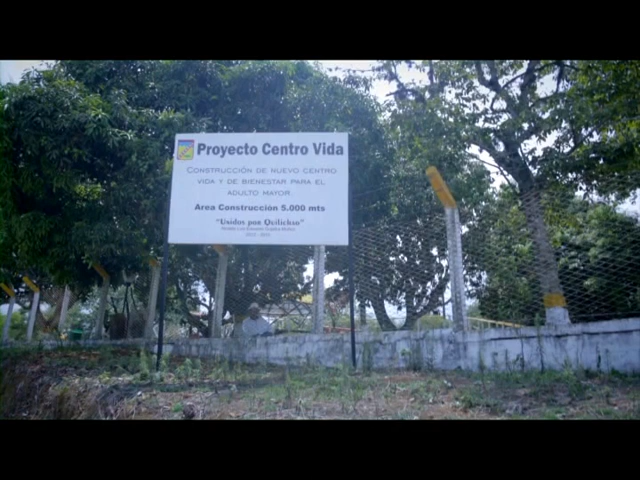 Proyecto Centro Vida
CONSTRUCCIÓN DE NUEVO CENTRO
VIDA Y DE BIENESTAR PARA EL
ADULTO MAYOR.
Area Construcción 5.000 mts
"Unidos por Quilichao"